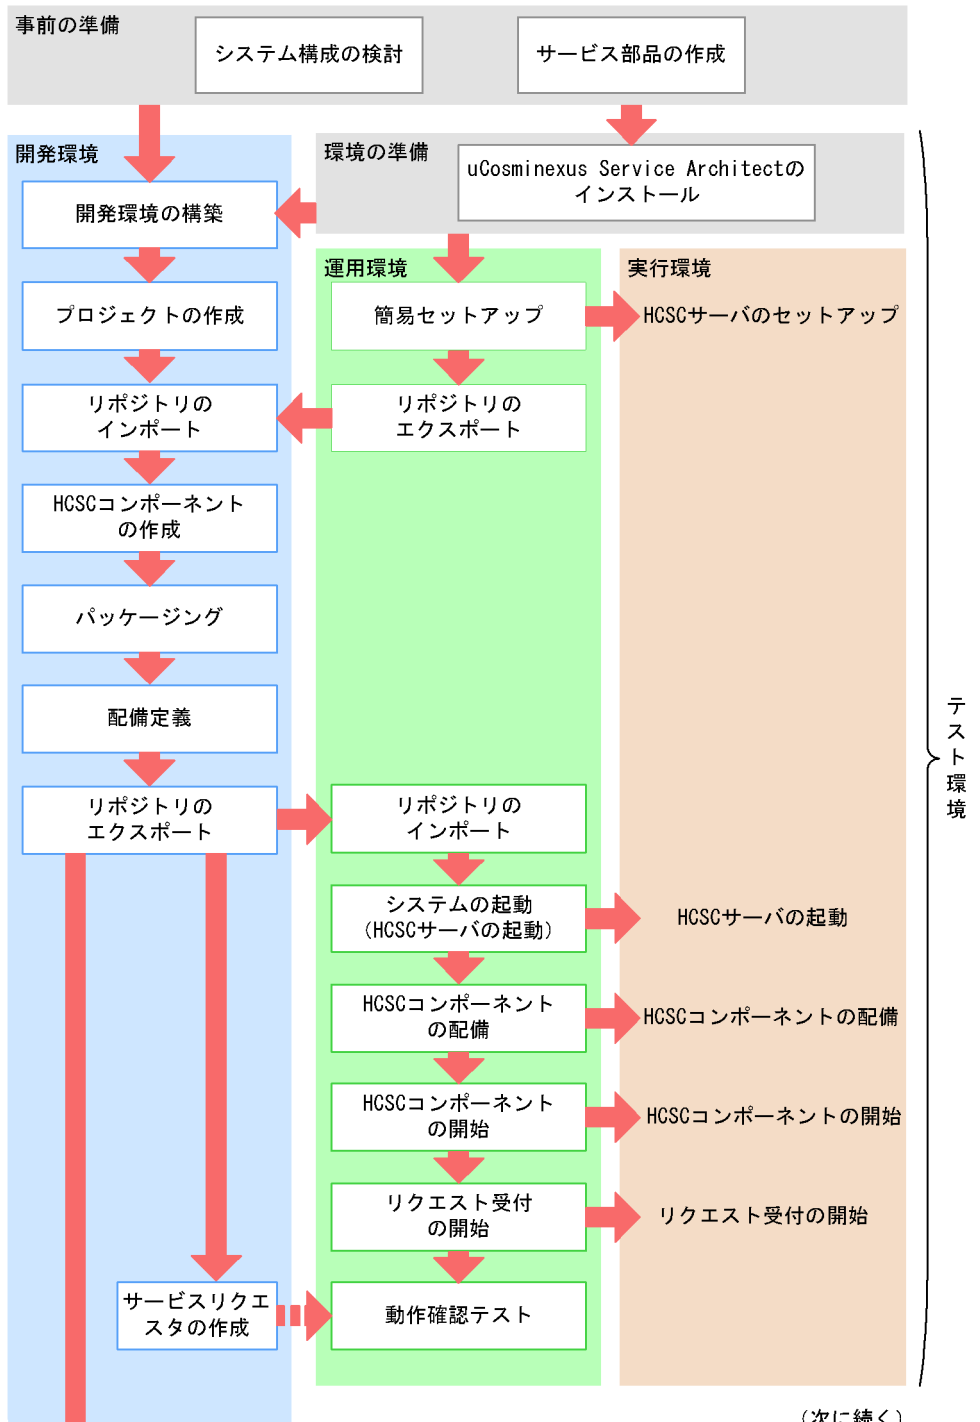 事前の準備
システム構成の検討
サービス部品の作成
開発環境
環境の準備
uCosminexus Service Architectの
インストール
開発環境の構築
運用環境
実行環境
プロジェクトの作成
簡易セットアップ
HCSCサーバのセットアップ
リポジトリの
インポート
リポジトリの
エクスポート
HCSCコンポーネント
の作成
パッケージング
配備定義
テスト環境
リポジトリの
エクスポート
リポジトリの
インポート
システムの起動
(HCSCサーバの起動)
HCSCサーバの起動
HCSCコンポーネント
の配備
HCSCコンポーネントの配備
HCSCコンポーネント
の開始
HCSCコンポーネントの開始
リクエスト受付
の開始
リクエスト受付の開始
サービスリクエ
スタの作成
動作確認テスト
(次に続く)